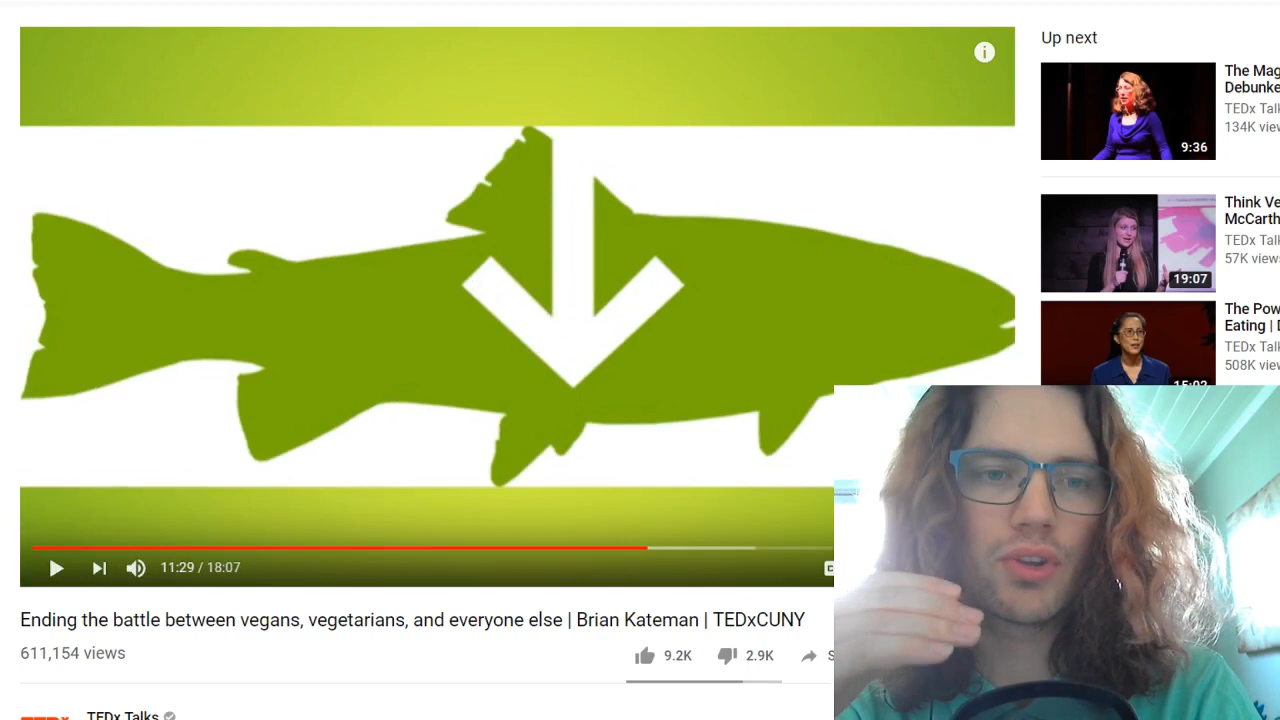 Up next
The Mag
Debunke
TEDx Talk
134K view
9:36
Think Ve
McCarth
TEDx Talk
57K views
19:07
The Pow
Eating |
TEDx Talk
508K view
11:29 / 18:07
Ending the battle between vegans, vegetarians, and everyone else | Brian Kateman | TEDxCUNY
611,154 views
9.2K
2.9K
S
TEDx Talks